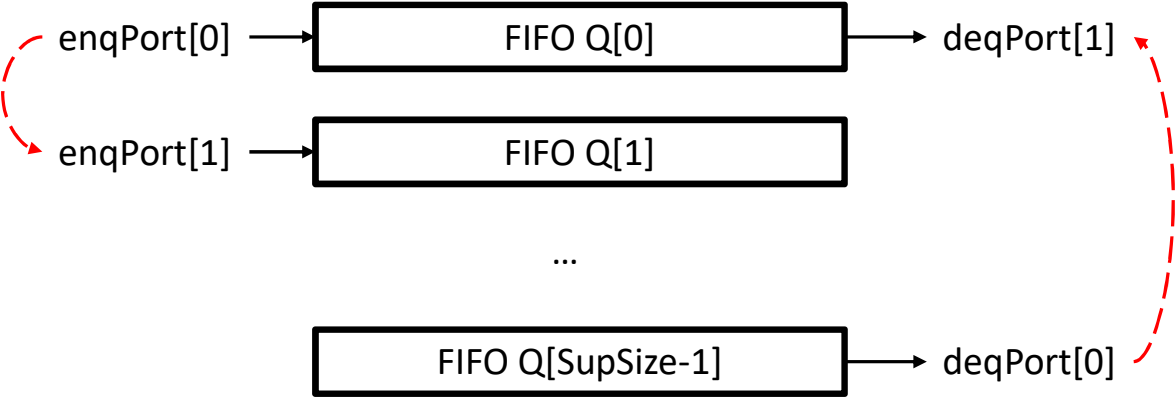 enqPort[0] FIFO Q[0] deqPort[1]
enqPort[1] FIFO Q[1]
...
FIFO Q[SupSize-1] deqPort[0]